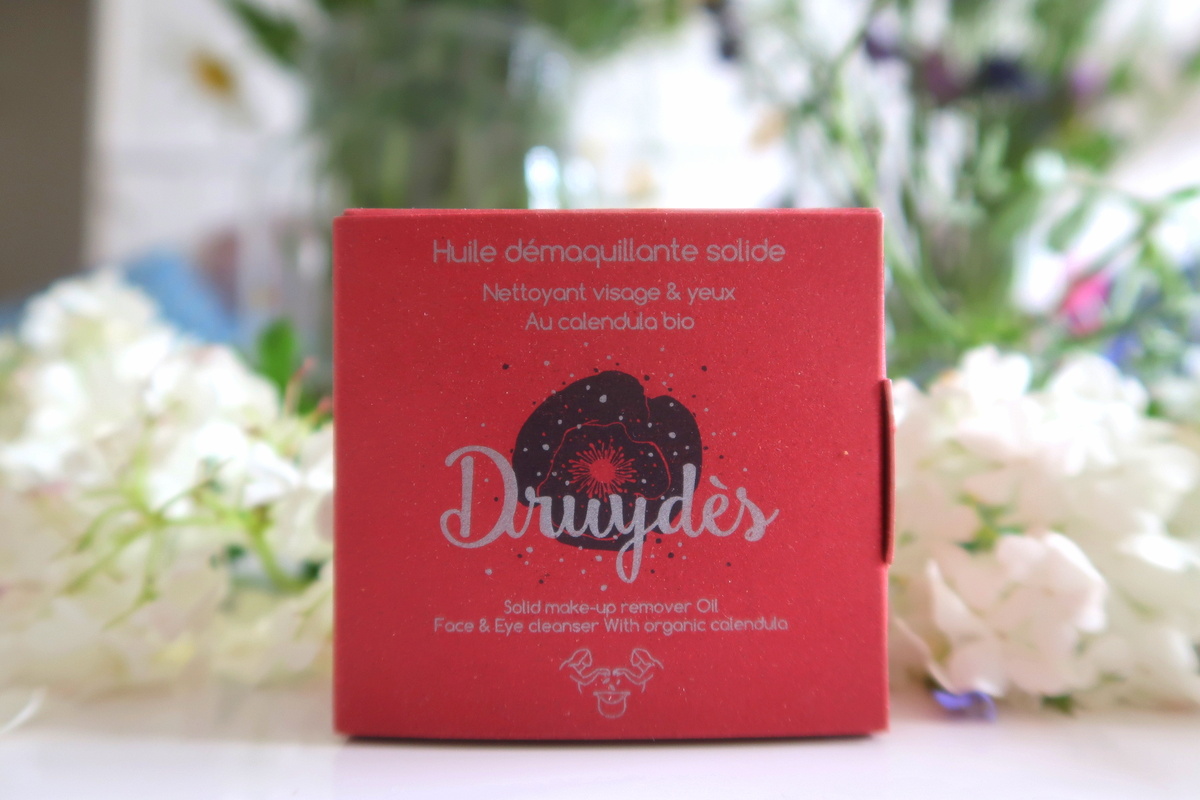 Huile démaquillante solide
Nettoyant visage & yeux
Au calendula bio
Druydès
Solid make-up remover Oil
Face & Eye cleanser With organic calendula